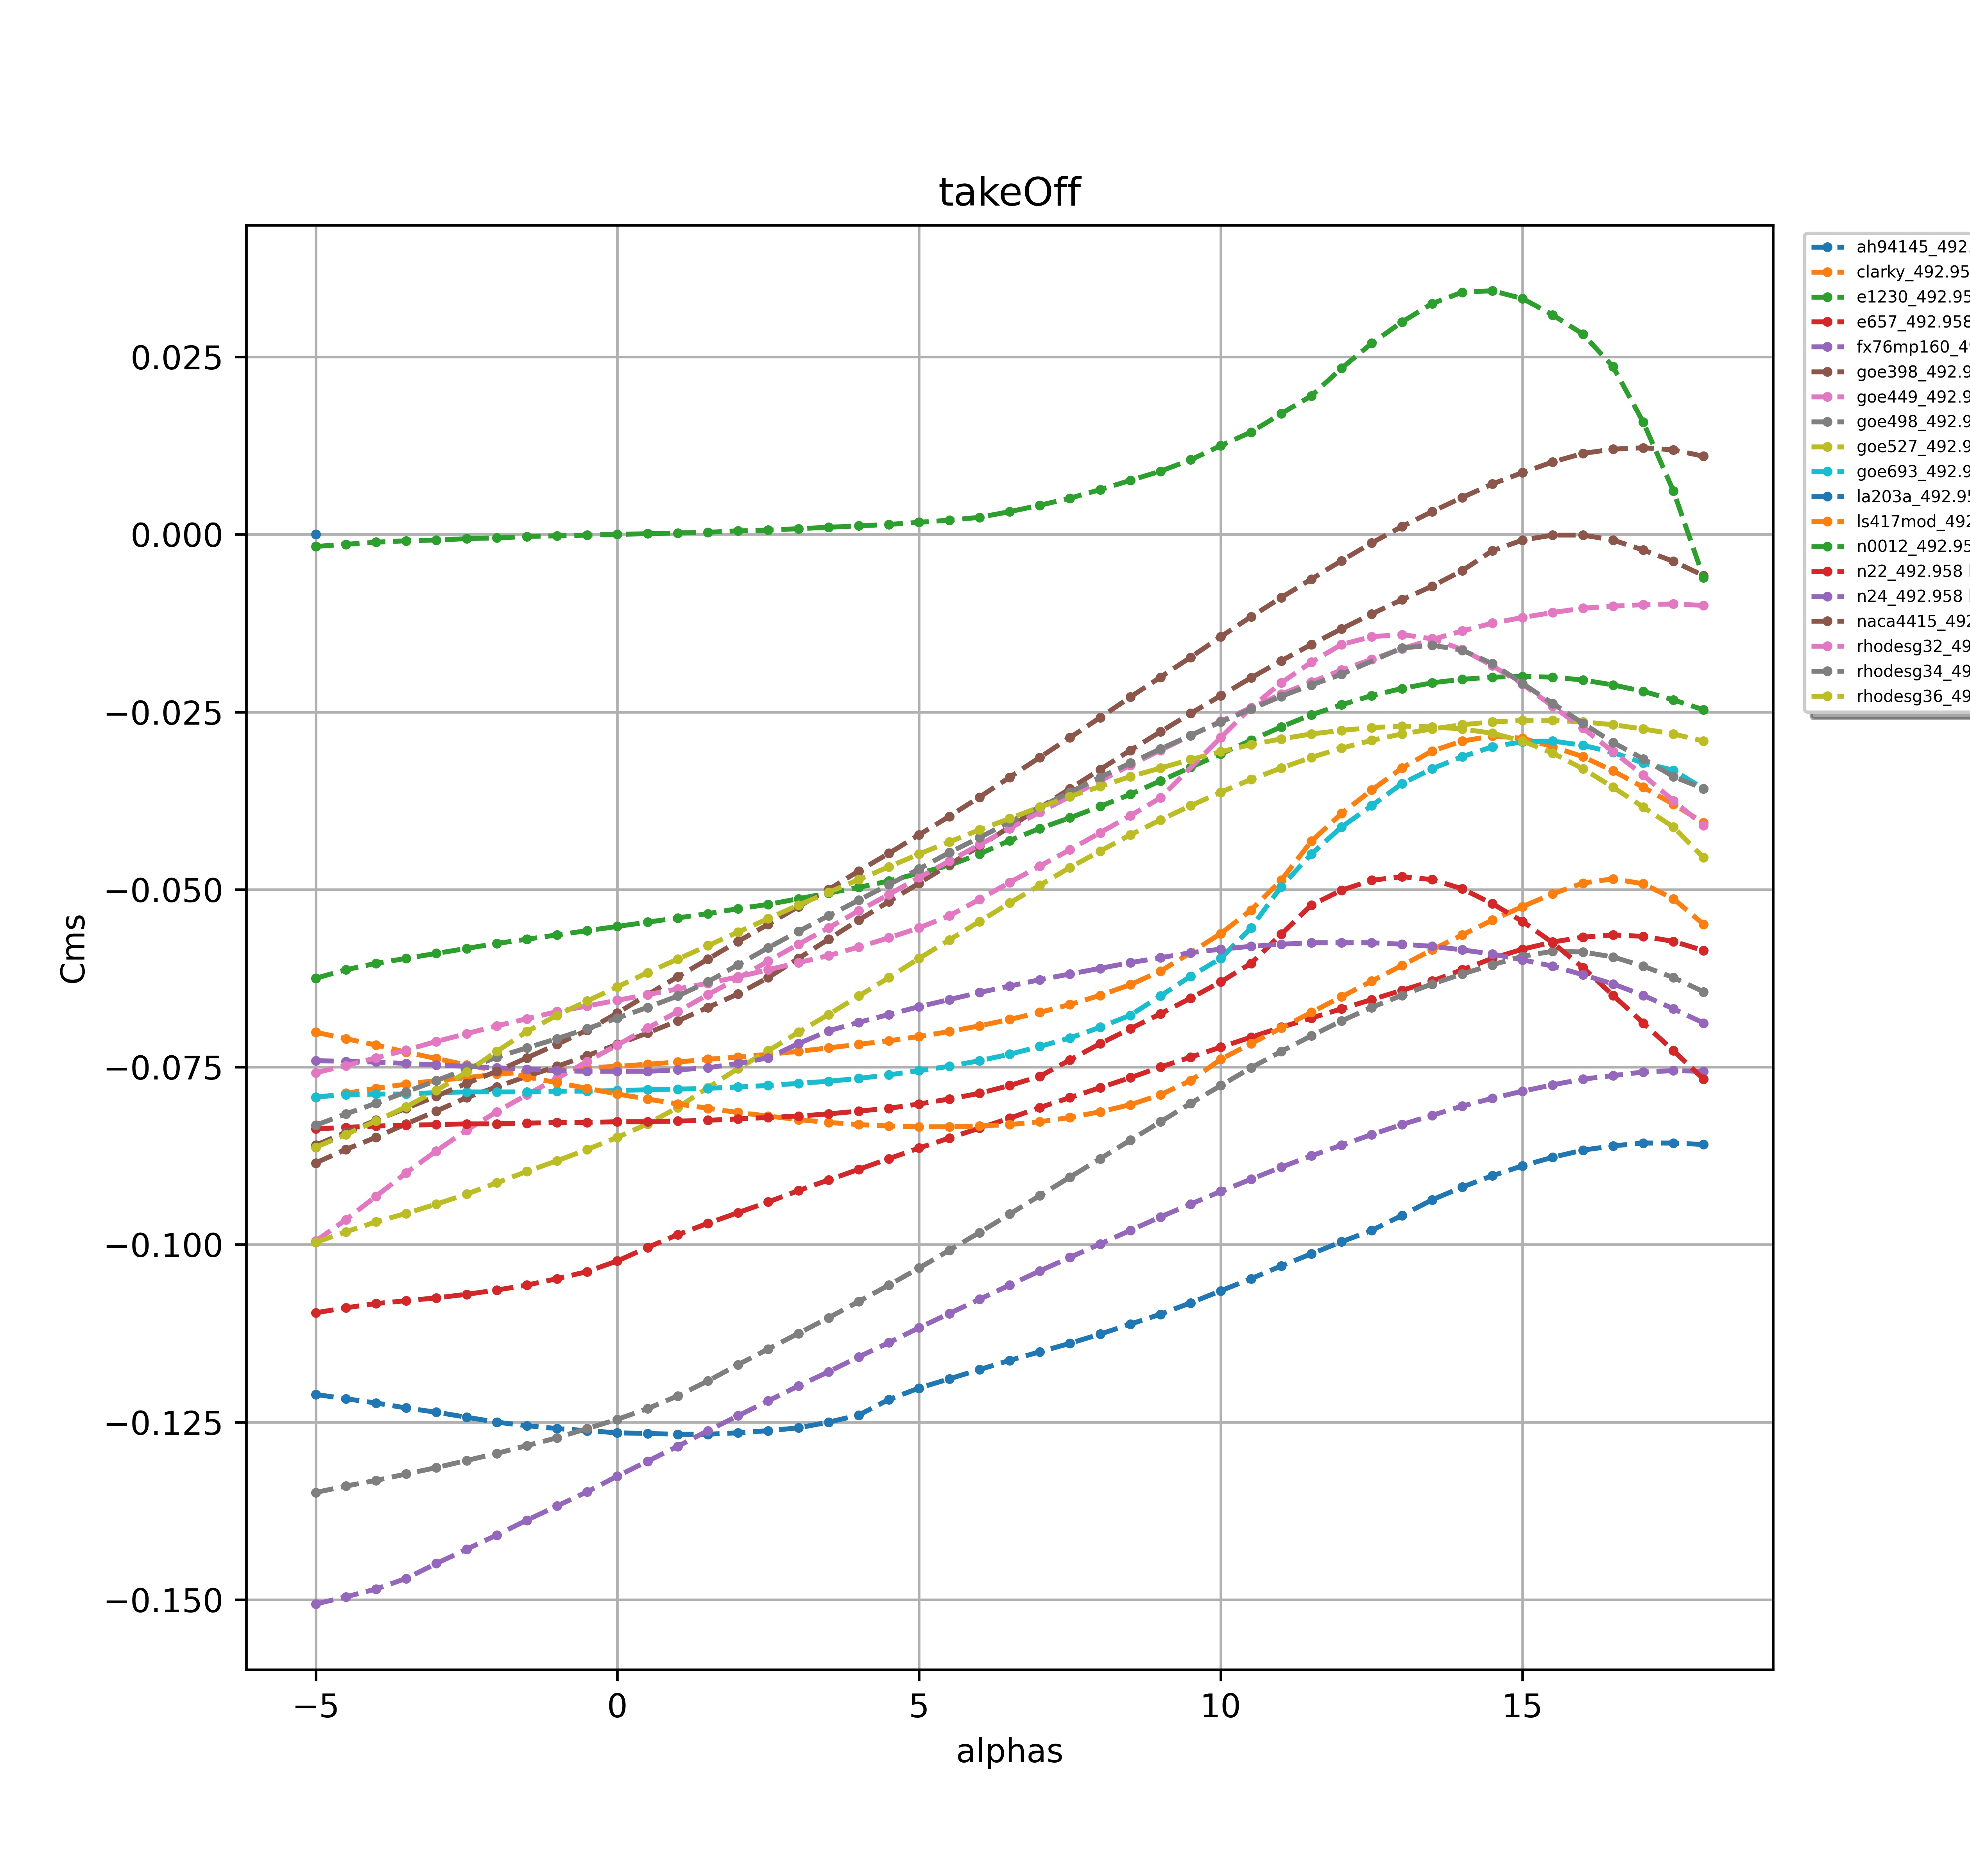 takeOff
0.025
0.000
−0.025
−0.050
−0.075
−0.100
−0.125
−0.150
Cms
−5
0
5
10
15
alphas
ah94145_492.
clarky_492.95
e1230_492.95
e657_492.958
fx76mp160_49
goe398_492.9
goe449_492.9
goe498_492.9
goe527_492.9
goe693_492.9
la203a_492.95
ls417mod_492
n0012_492.95
n22_492.958
n24_492.958
naca4415_492
rhodesg32_49
rhodesg34_49
rhodesg36_49